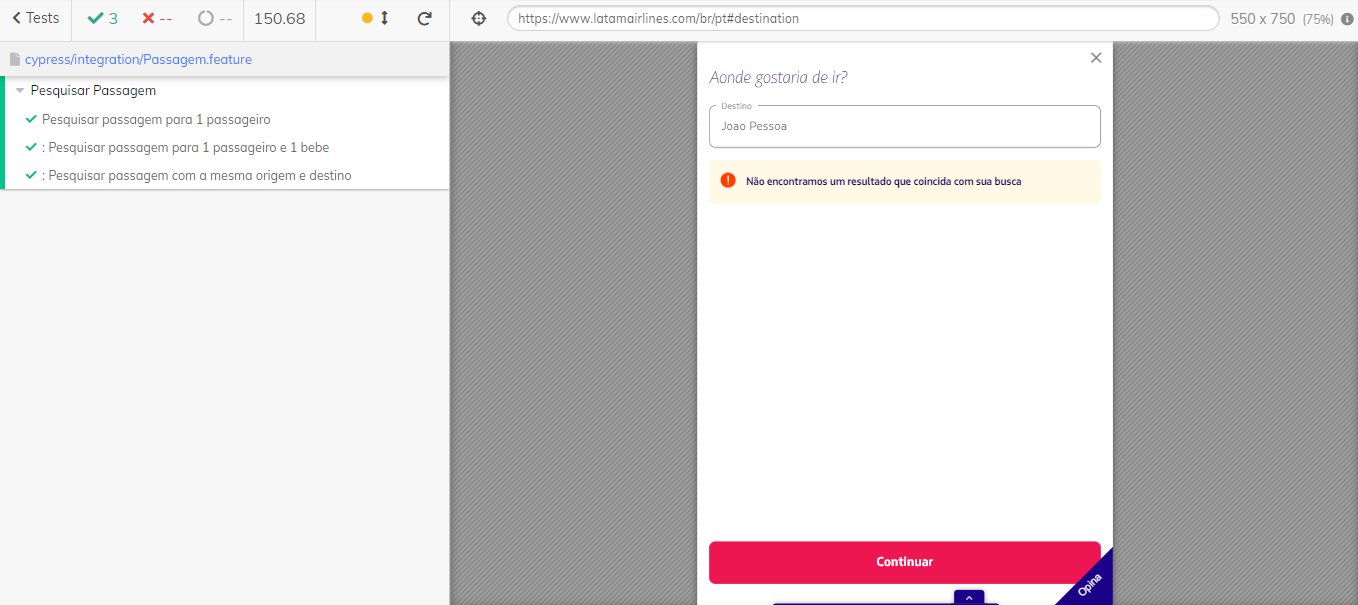 Tests
3
--
--
150.68
https://www.latamairlines.com/br/pt#destination
550 x 750 (75%)
cypress/integration/Passagem.feature
Pesquisar Passagem
Pesquisar passagem para 1 passageiro
: Pesquisar passagem para 1 passageiro e 1 bebe
: Pesquisar passagem com a mesma origem e destino
Aonde gostaria de ir?
Destino
Joao Pessoa
Não encontramos um resultado que coincida com sua busca
Continuar
Opina